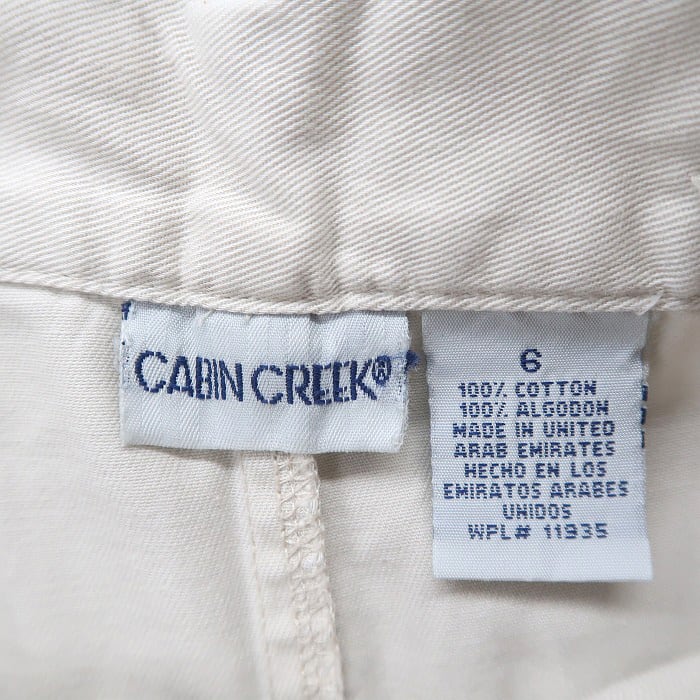 CABIN CREEK®
6
100% COTTON
100% ALGODON
MADE IN UNITED
ARAB EMIRATES
HECHO EN LOS
EMIRATOS ARABES
UNIDOS
WPL# 11935